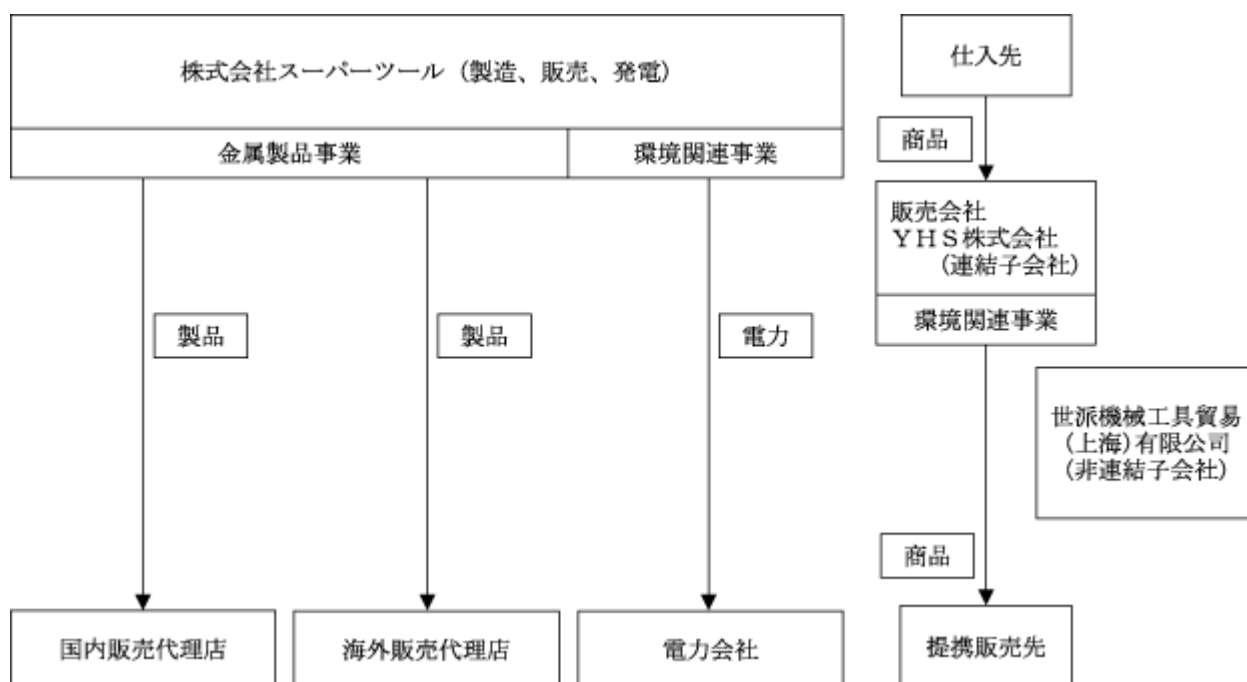 株式会社スーパーツール（製造、販売、発電）
金属製品事業
環境関連事業
製品
製品
電力
国内販売代理店
海外販売代理店
電力会社
仕入先
商品
販売会社
ＹＨＳ株式会社
（連結子会社）
環境関連事業
世派機械工具貿易
（上海）有限公司
（非連結子会社）
商品
提携販売先